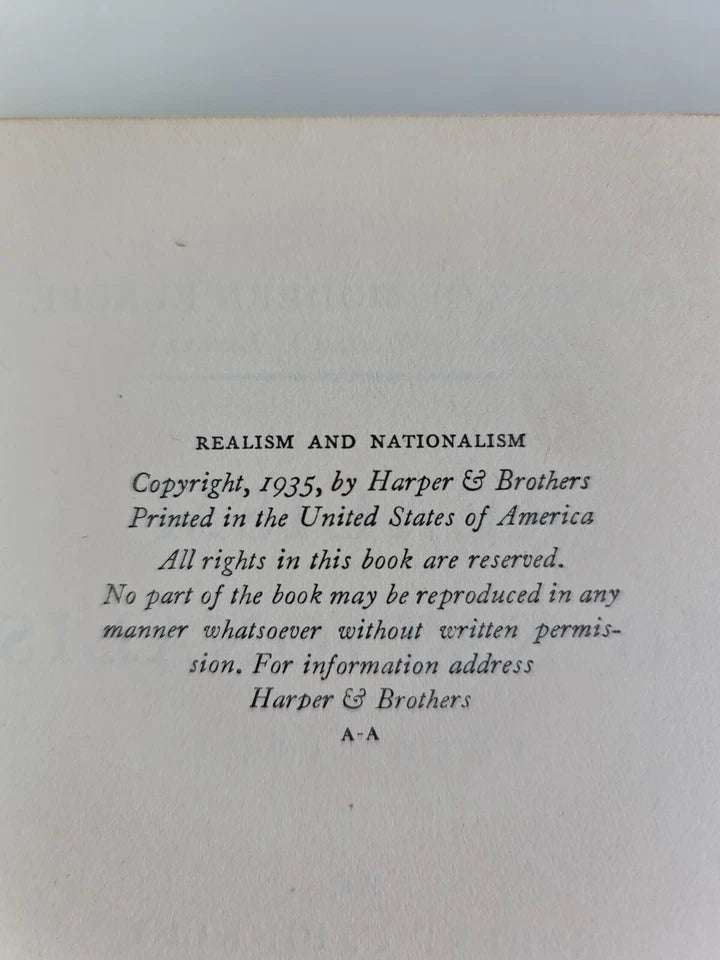 REALISM AND NATIONALISM
Copyright, 1935, by Harper & Brothers
Printed in the United States of America
All rights in this book are reserved.
No part of the book may be reproduced in any
manner whatsoever without written permis-
sion. For information address
Harper & Brothers
A-A